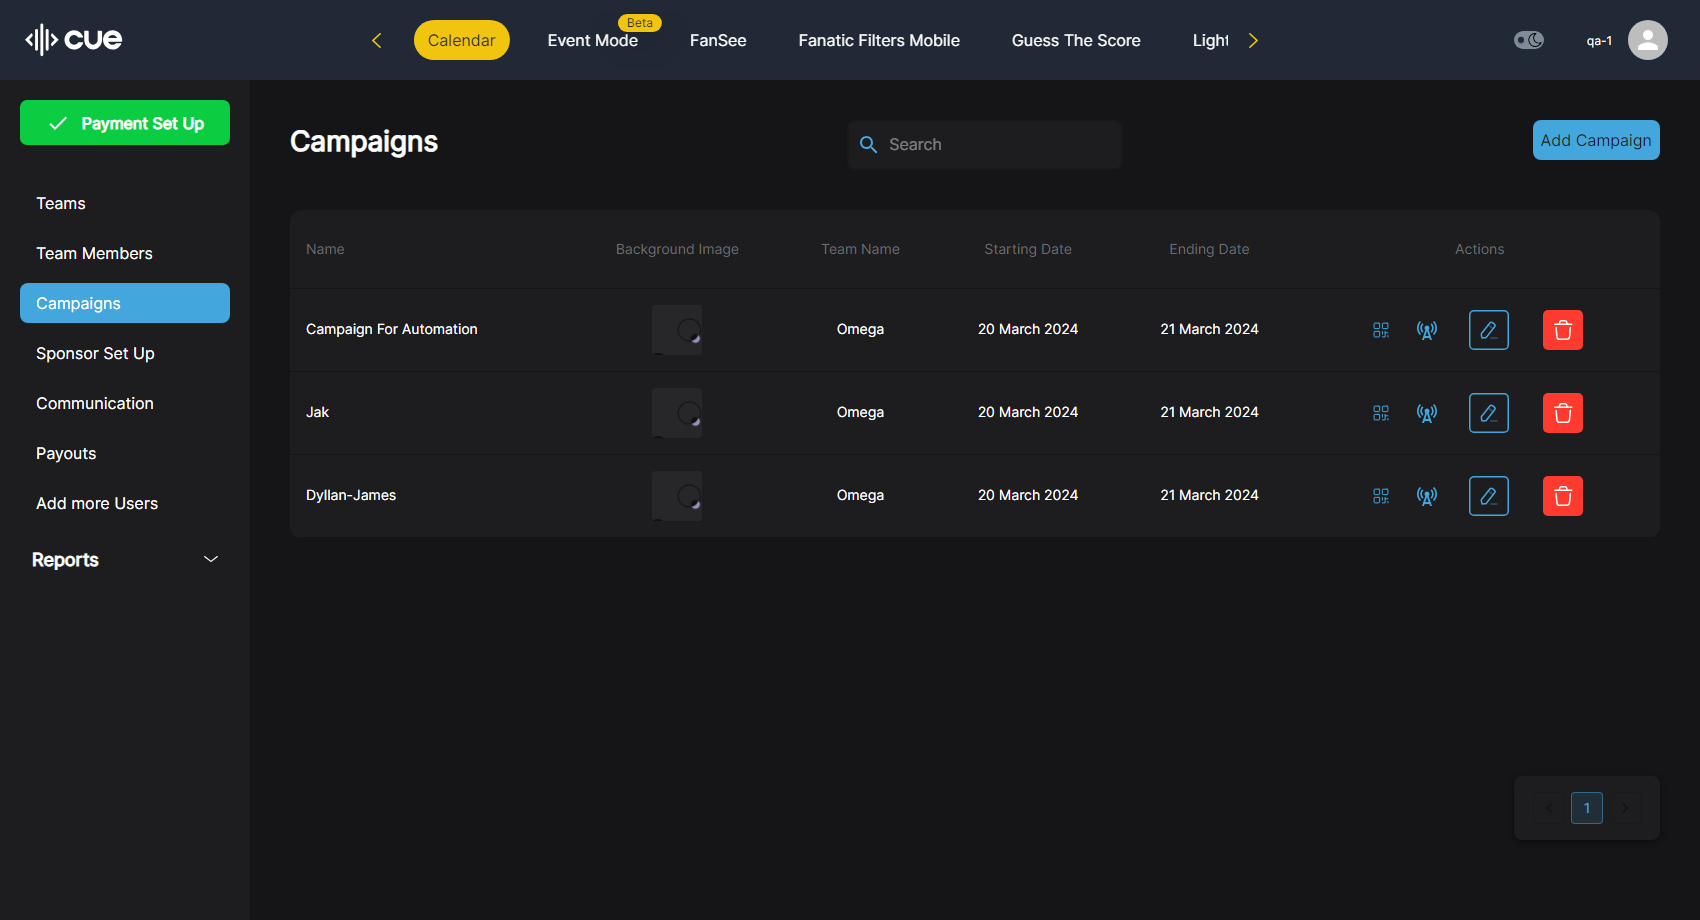 cue
Calendar
Event Mode
Beta
FanSee
Fanatic Filters Mobile
Guess The Score
Light
qa-1
Payment Set Up
Teams
Team Members
Campaigns
Sponsor Set Up
Communication
Payouts
Add more Users
Reports
Campaigns
Search
Add Campaign
Name Background Image Team Name Starting Date Ending Date Actions
Campaign For Automation Omega 20 March 2024 21 March 2024
Jak Omega 20 March 2024 21 March 2024
Dyllan-James Omega 20 March 2024 21 March 2024
1